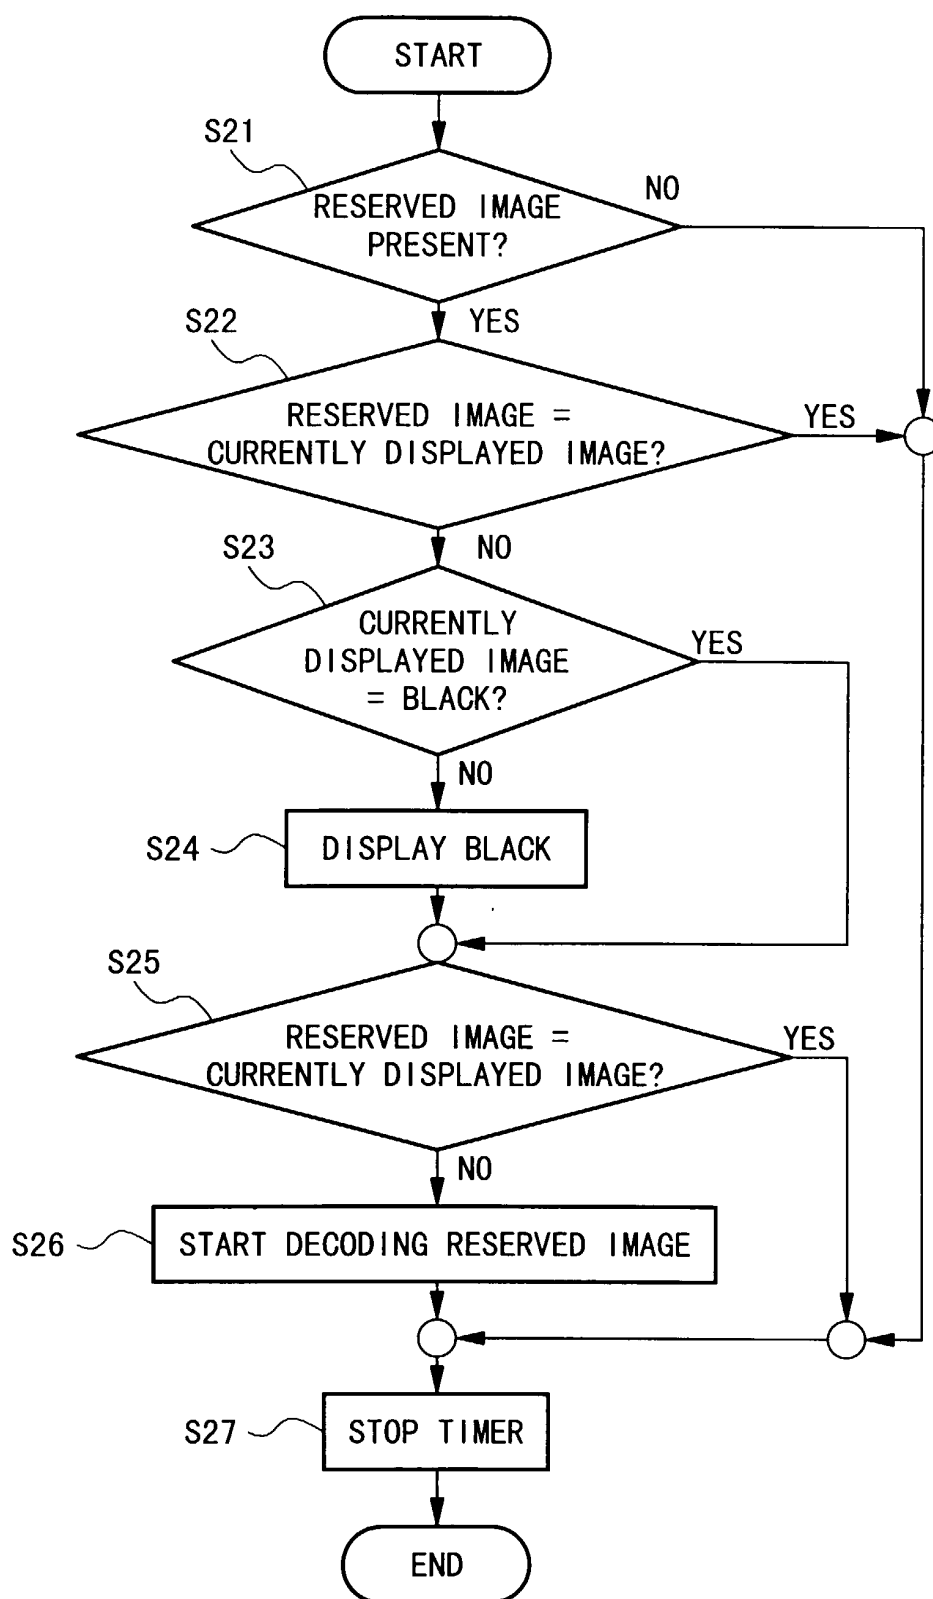 START
S21
RESERVED IMAGE
PRESENT?
NO
YES
S22
RESERVED IMAGE =
CURRENTLY DISPLAYED IMAGE?
YES
NO
S23
CURRENTLY
DISPLAYED IMAGE
= BLACK?
YES
NO
S24
DISPLAY BLACK
S25
RESERVED IMAGE =
CURRENTLY DISPLAYED IMAGE?
YES
NO
S26
START DECODING RESERVED IMAGE
S27
STOP TIMER
END